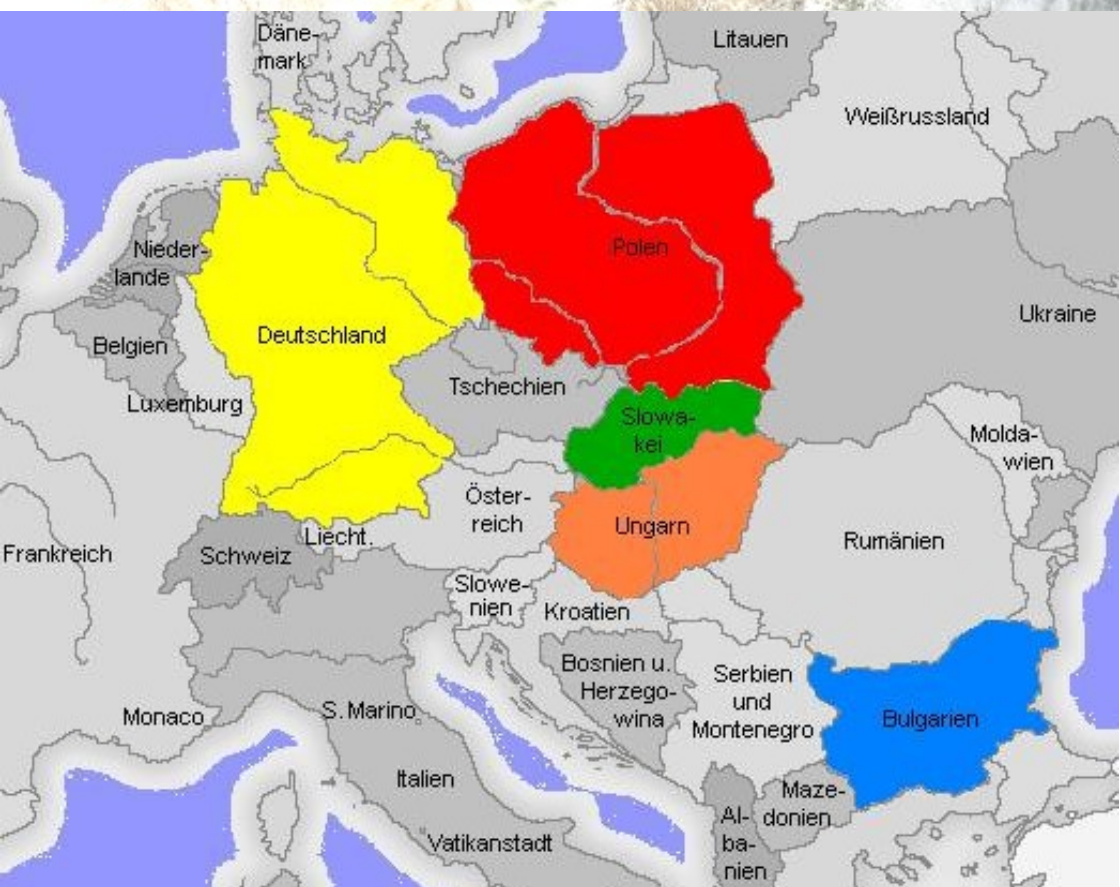 Däne-
mark
Litauen
Weißrussland
Nieder-
lande
Polen
Ukraine
Deutschland
Belgien
Tschechien
Luxemburg
Slowa-
kei
Molda-
wien
Öster-
reich
Ungarn
Rumänien
Liecht.
Frankreich
Schweiz
Slowe-
nien
Kroatien
Bosnien u.
Herzego-
wina
Serbien
und
Montenegro
Monaco
S. Marino
Bulgarien
Italien
Maze-
donien
Al-
ba-
nien
Vatikanstadt